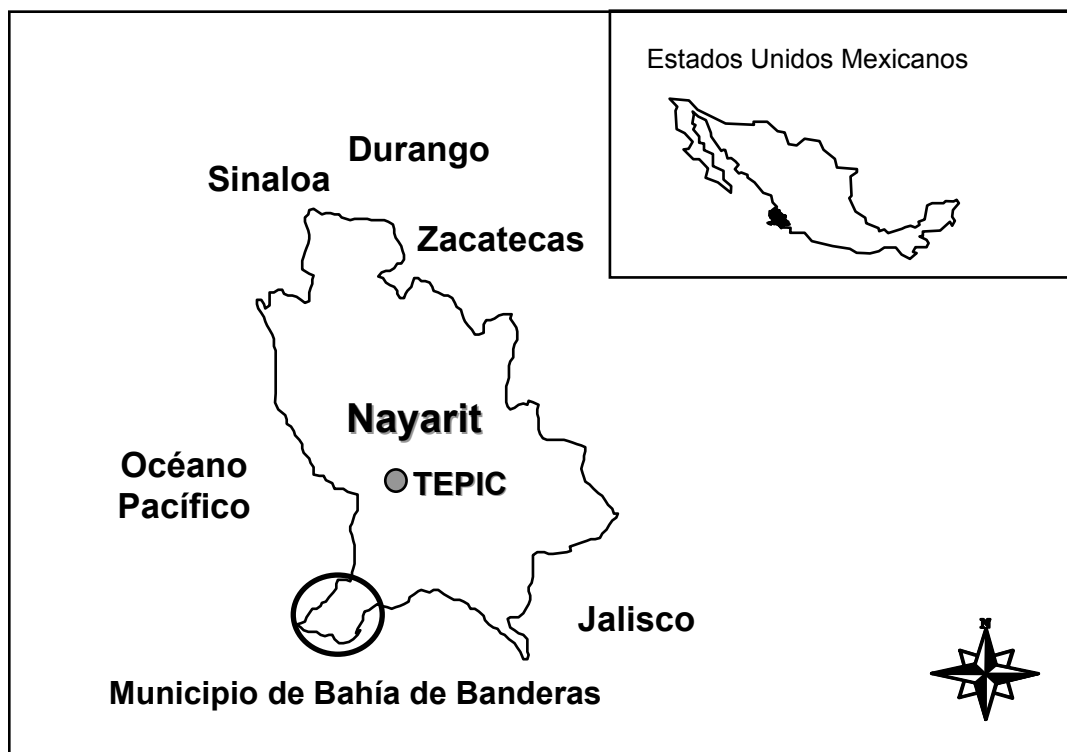 Estados Unidos Mexicanos
Durango
Sinaloa
Zacatecas
Nayarit
TEPIC
Océano
Pacífico
Jalisco
Municipio de Bahía de Banderas
N